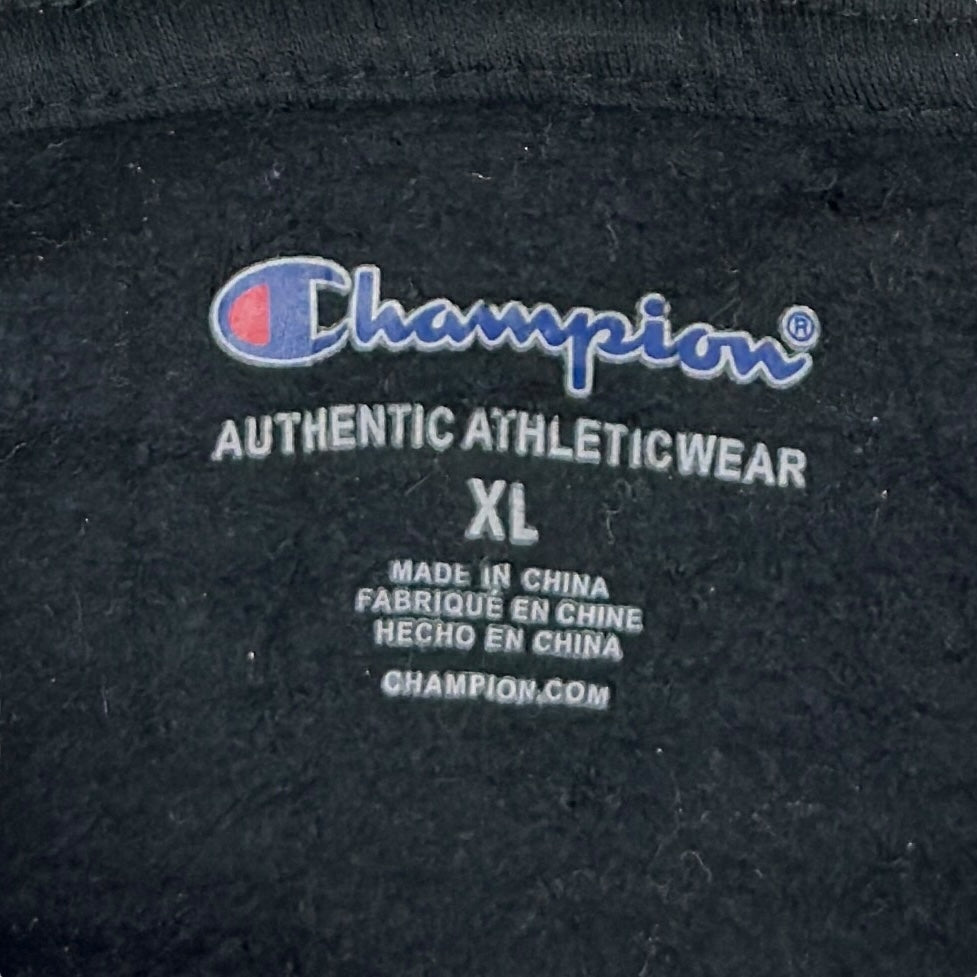 Champion®
AUTHENTIC ATHLETICWEAR
XL
MADE IN CHINA
FABRIQUÉ EN CHINE
HECHO EN CHINA
CHAMPION.COM